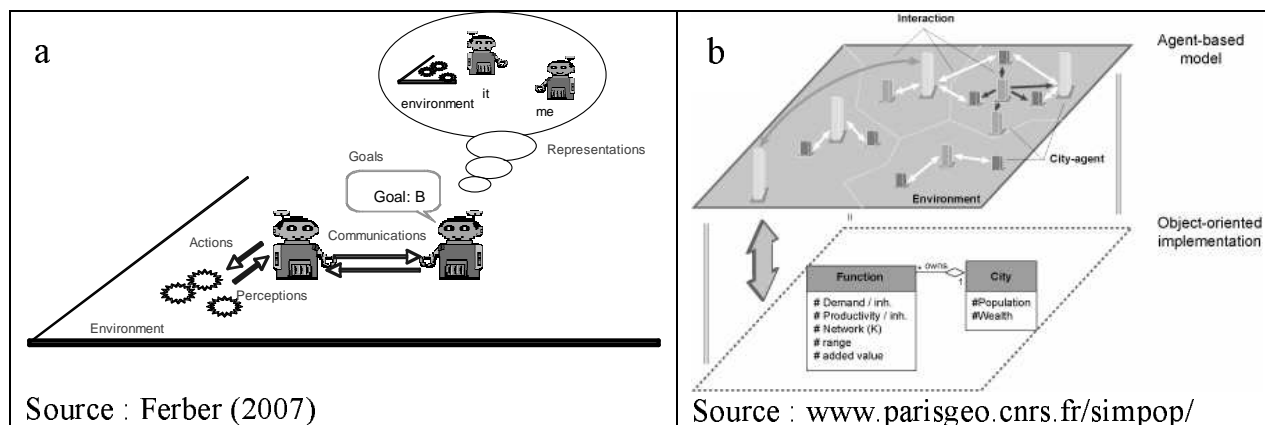 a
environment
it
me
Representations
Goals
Goal: B
Communications
Actions
Perceptions
Environment
Source : Ferber (2007)
b
Interaction
Agent-based
model
City-agent
Environment
Object-oriented
implementation
Function
# Demand / inh.
# Productivity / inh.
# Network (K)
# range
# added value
* owns
1
City
#Population
#Wealth
Source : www.parisgeo.cnrs.fr/simpop/